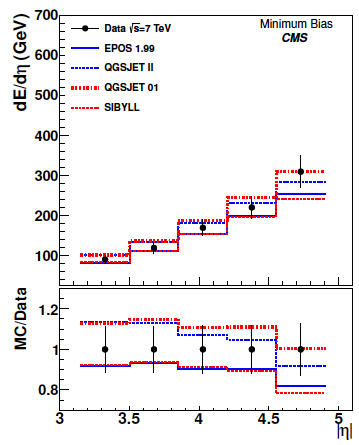 700
600
500
400
300
200
100
dE/dη (GeV)
Minimum Bias
CMS
Data √s=7 TeV
EPOS 1.99
QGSJET II
QGSJET 01
SIBYLL
1.2
1
0.8
MC/Data
3 3.5 4 4.5 5
|η|